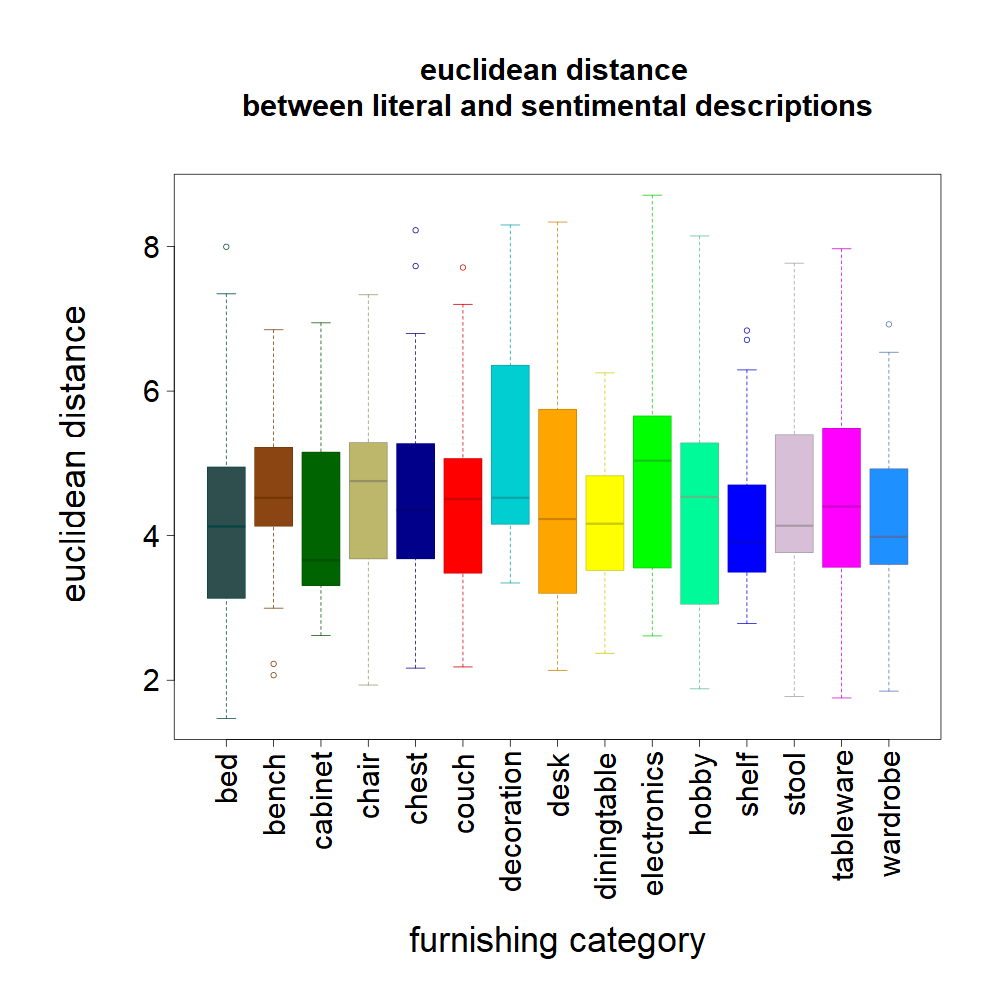 euclidean distance
between literal and sentimental descriptions
euclidean distance
8
6
4
2
bed
bench
cabinet
chair
chest
couch
decoration
desk
diningtable
electronics
hobby
shelf
stool
tableware
wardrobe
furnishing category